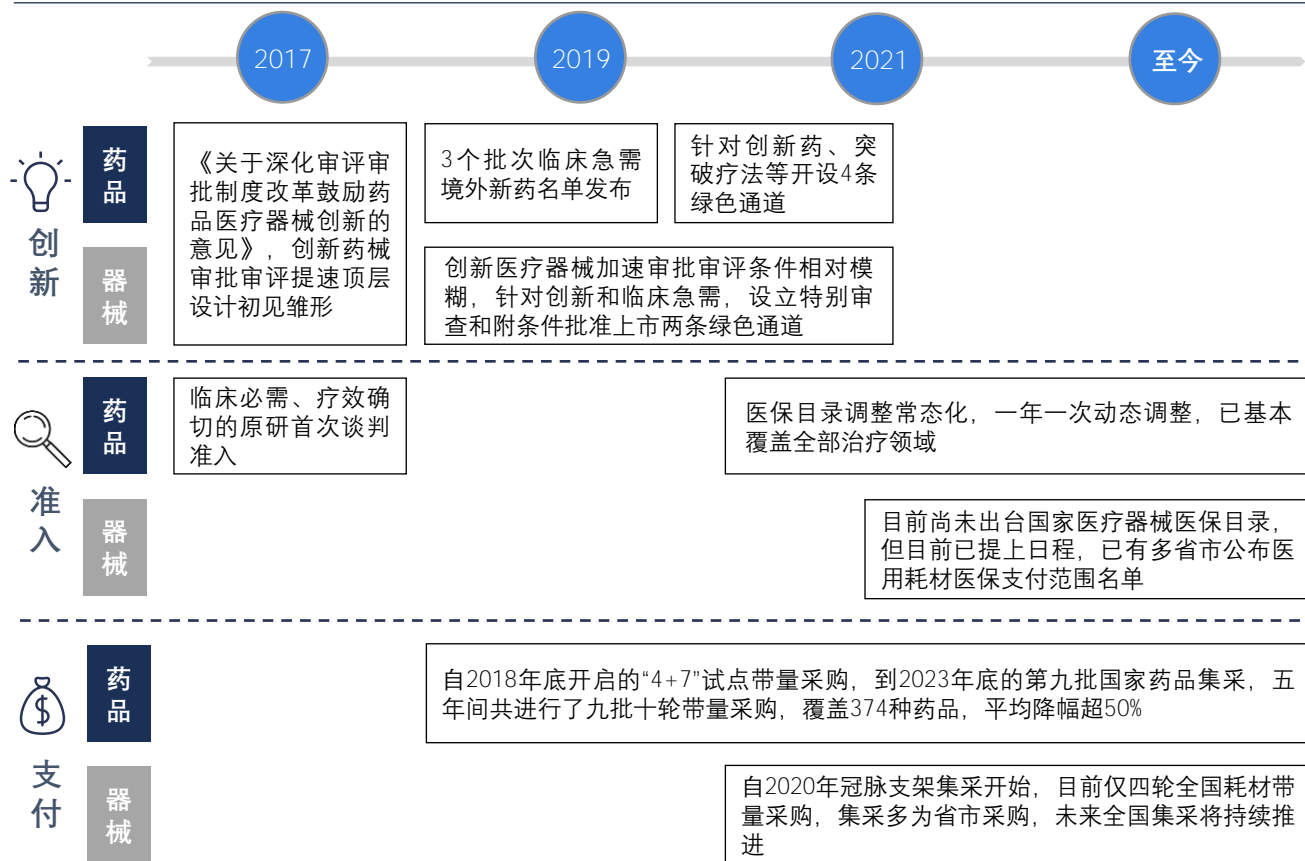 2017
2019
2021
至今
创
新
药
品
《关于深化审评审
批制度改革鼓励药
品医疗器械创新的
意见》，创新药械
审批审评提速顶层
设计初见雏形
3个批次临床急需
境外新药名单发布
针对创新药、突
破疗法等开设4条
绿色通道
器
械
创新医疗器械加速审批审评条件相对模
糊，针对创新和临床急需，设立特别审
查和附条件批准上市两条绿色通道
准
入
药
品
临床必需、疗效确
切的原研首次谈判
准入
医保目录调整常态化，一年一次动态调整，已基本
覆盖全部治疗领域
器
械
目前尚未出台国家医疗器械医保目录，
但目前已提上日程，已有多省市公布医
用耗材医保支付范围名单
$
支
付
药
品
自2018年底开启的“4+7”试点带量采购，到2023年底的第九批国家药品集采，五
年间共进行了九批十轮带量采购，覆盖374种药品，平均降幅超50%
器
械
自2020年冠脉支架集采开始，目前仅四轮全国耗材带
量采购，集采多为省市采购，未来全国集采将持续推
进